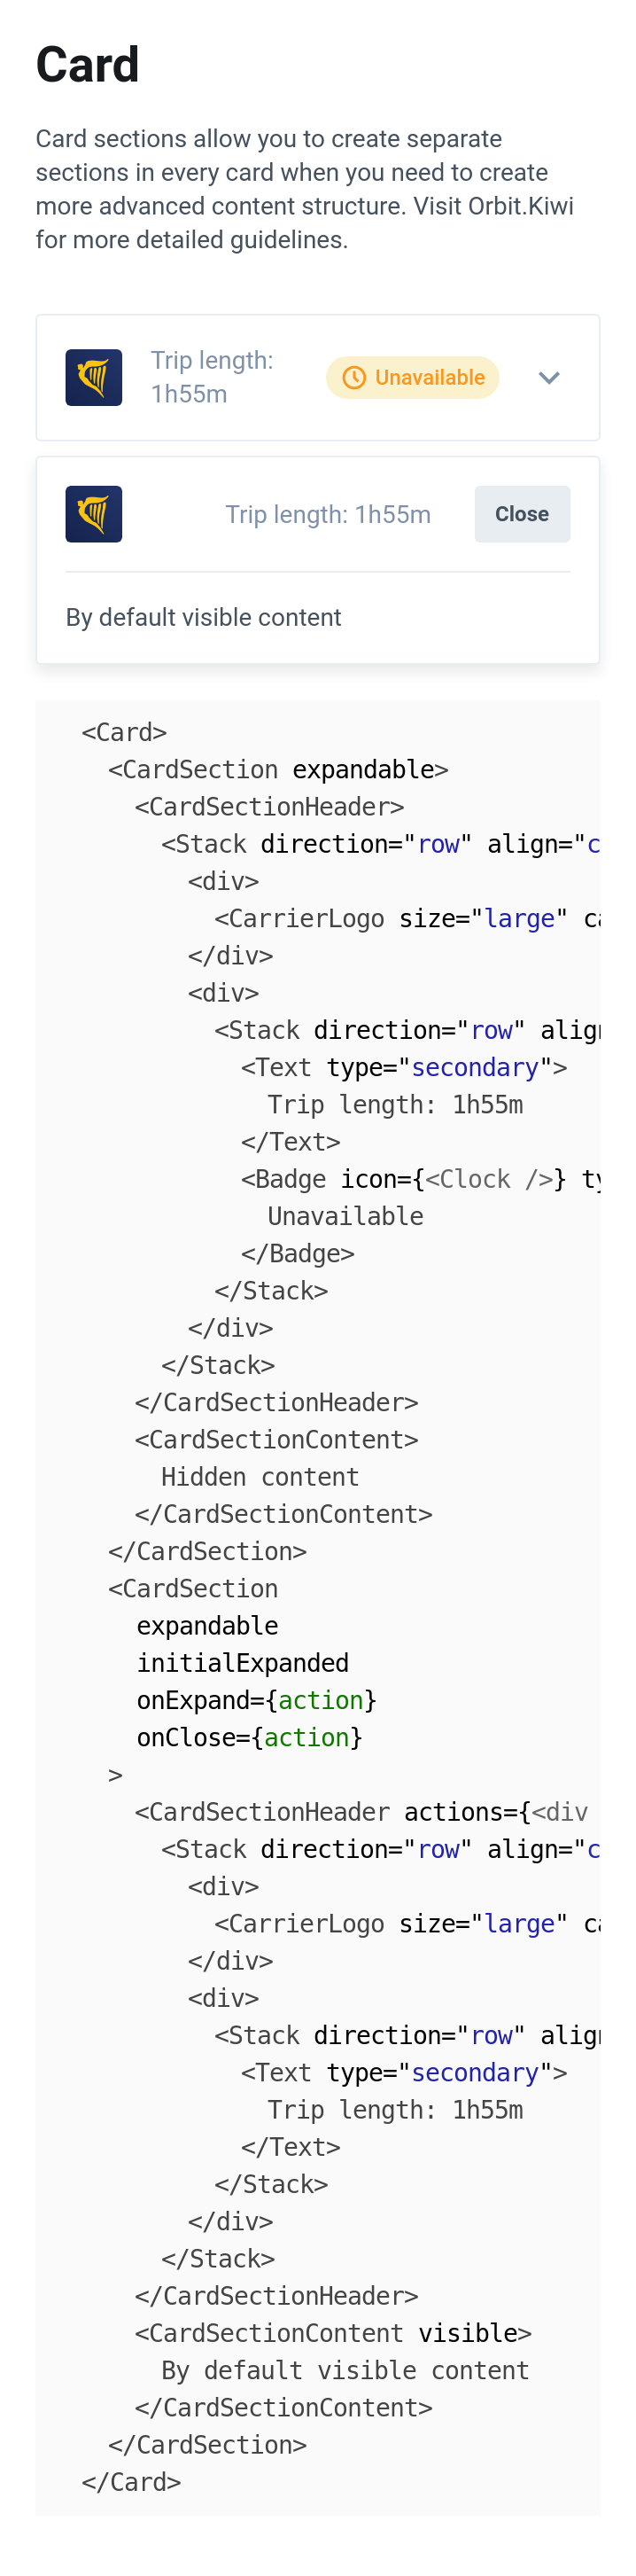 Card
Card sections allow you to create separate
sections in every card when you need to create
more advanced content structure. Visit Orbit.Kiwi
for more detailed guidelines.
Trip length:
1h55m
Unavailable
Trip length: 1h55m
Close
By default visible content
<Card>
<CardSection expandable>
<CardSectionHeader>
<Stack direction="row" align="c
<div>
<CarrierLogo size="large" ca
</div>
<div>
<Stack direction="row" align
<Text type="secondary">
Trip length: 1h55m
</Text>
<Badge icon={<Clock />} ty
Unavailable
</Badge>
</Stack>
</div>
</Stack>
</CardSectionHeader>
<CardSectionContent>
Hidden content
</CardSectionContent>
</CardSection>
<CardSection
expandable
initialExpanded
onExpand={action}
onClose={action}
>
<CardSectionHeader actions={<div
<Stack direction="row" align="c
<div>
<CarrierLogo size="large" ca
</div>
<div>
<Stack direction="row" align
<Text type="secondary">
Trip length: 1h55m
</Text>
</Stack>
</div>
</Stack>
</CardSectionHeader>
<CardSectionContent visible>
By default visible content
</CardSectionContent>
</CardSection>
</Card>